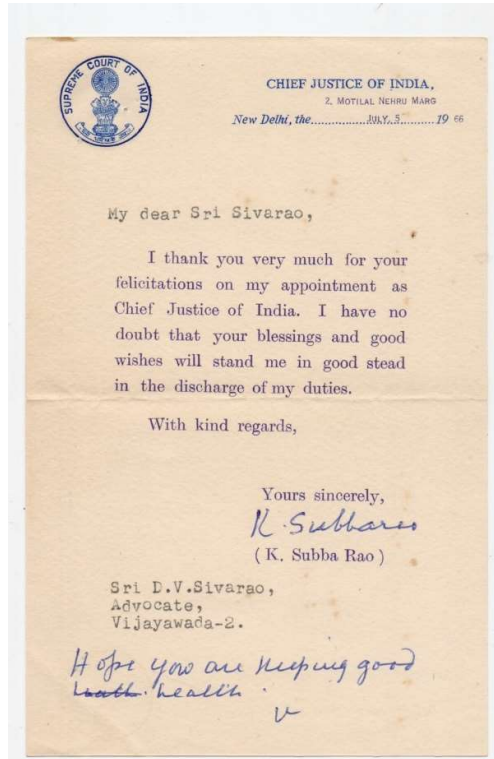 SUPREME COURT OF INDIA
CHIEF JUSTICE OF INDIA,
2, MOTILAL NEHRU MARG
New Delhi, the................JULY. 5.........19 66
My dear Sri Sivarao,
I thank you very much for your
felicitations on my appointment as
Chief Justice of India. I have no
doubt that your blessings and good
wishes will stand me in good stead
in the discharge of my duties.
With kind regards,
Yours sincerely,
K. Subbarao
( K. Subba Rao )
Sri D.V.Sivarao,
Advocate,
Vijayawada-2.
Hope you are keeping good
health.